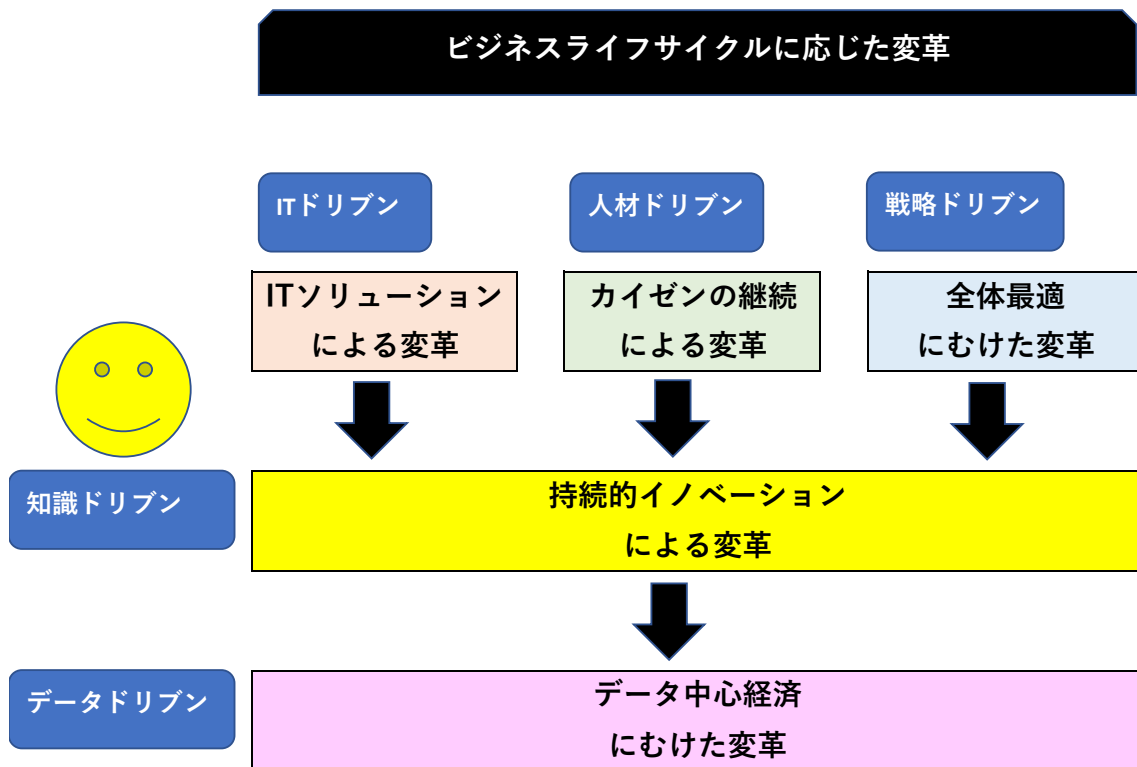 ビジネスライフサイクルに応じた変革
ITドリブン
人材ドリブン
戦略ドリブン
ITソリューション
による変革
カイゼンの継続
による変革
全体最適
にむけた変革
知識ドリブン
持続的イノベーション
による変革
データドリブン
データ中心経済
にむけた変革